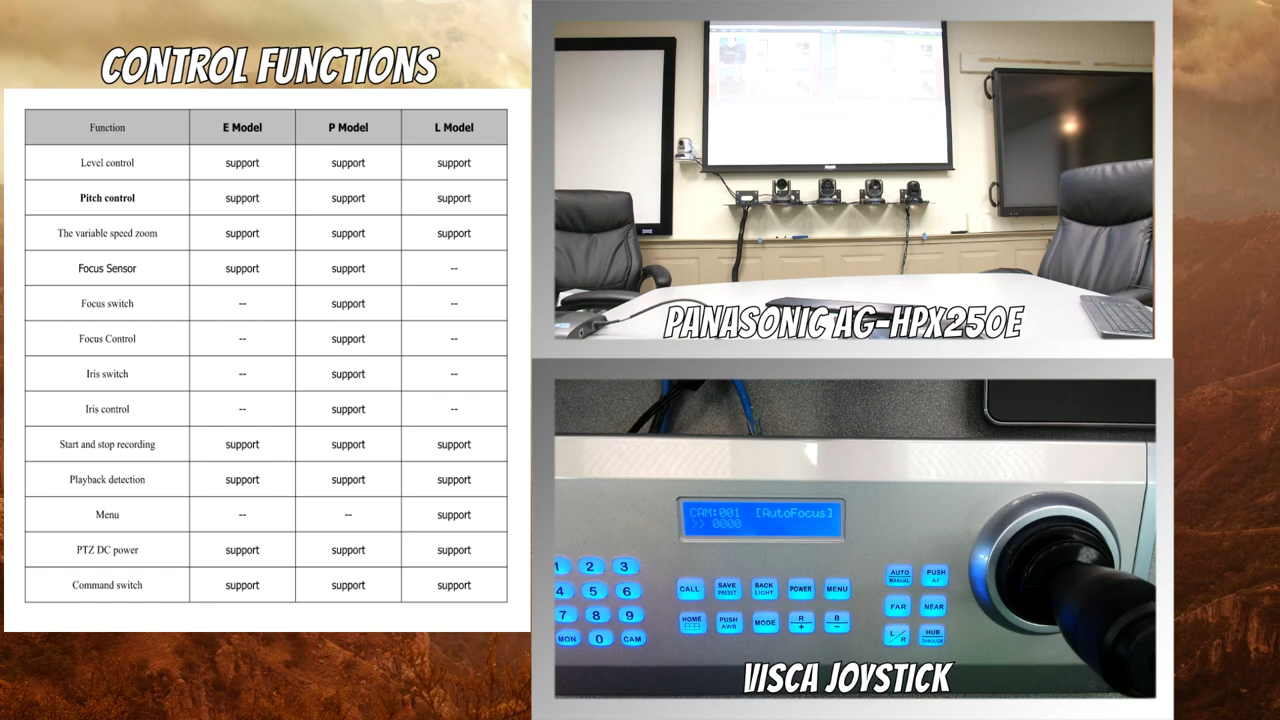 CONTROL FUNCTIONS
Function E Model P Model L Model
Level control support support support
Pitch control support support support
The variable speed zoom support support support
Focus Sensor support support --
Focus switch -- support --
Focus Control -- support --
Iris switch -- support --
Iris control -- support --
Start and stop recording support support support
Playback detection support support support
Menu -- -- support
PTZ DC power support support support
Command switch support support support
PANASONIC AG-HPX250E
CAM:001 [AutoFocus]
>> 0000
1 2 3
4 5 6
7 8 9
MON 0 CAM
CALL SAVE PRESET BACK LIGHT POWER MENU
HOME PUSH AWB MODE R + B -
AUTO MANUAL PUSH AF
FAR NEAR
L/R HUB THROUGH
VISCA JOYSTICK